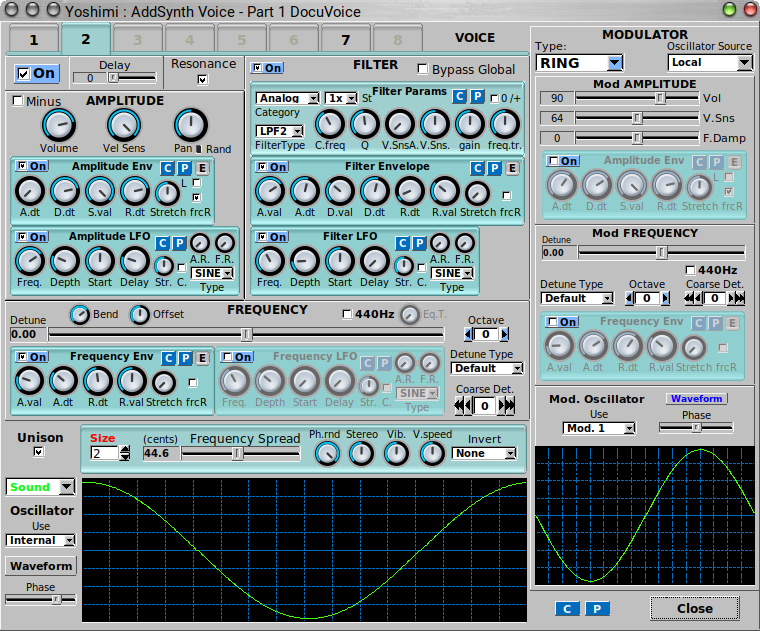 Yoshimi : AddSynth Voice - Part 1 DocuVoice
1 2 3 4 5 6 7 8 VOICE
On
Delay
0
Resonance
Minus
AMPLITUDE
Volume Vel Sens Pan Rand
On Amplitude Env C P E
L
A.dt D.dt S.val R.dt Stretch frcR
On Amplitude LFO
C P A.R. F.R.
SINE
Freq. Depth Start Delay Str. C. Type
On FILTER Bypass Global
Filter Params
Analog 1x St C P 0 /+
Category
LPF2
FilterType C.freq Q V.SnsA. V.Sns. gain freq.tr.
On Filter Envelope C P E
A.val A.dt D.val D.dt R.dt R.val Stretch frcR
On Filter LFO
C P A.R. F.R.
SINE
Freq. Depth Start Delay Str. C. Type
FREQUENCY
Detune Bend Offset 440Hz Eq.T.
0.00
Octave
0
Detune Type
Default
Coarse Det.
0
On Frequency Env C P E
A.val A.dt R.dt R.val Stretch frcR
On Frequency LFO
C P A.R. F.R.
SINE
Freq. Depth Start Delay Str. C. Type
Unison
Size
2
(cents) Frequency Spread
44.6
Ph.rnd Stereo Vib. V.speed Invert
None
Sound
Oscillator
Use
Internal
Waveform
Phase
MODULATOR
Type: Oscillator Source
RING Local
Mod AMPLITUDE
90 Vol
64 V.Sns
0 F.Damp
On Amplitude Env C P E
L
A.dt D.dt S.val R.dt Stretch frcR
Mod FREQUENCY
Detune
0.00
440Hz
Detune Type Octave Coarse Det.
Default 0 0
On Frequency Env C P E
A.val A.dt R.dt R.val Stretch frcR
Mod. Oscillator Waveform
Use Phase
Mod. 1
C P Close